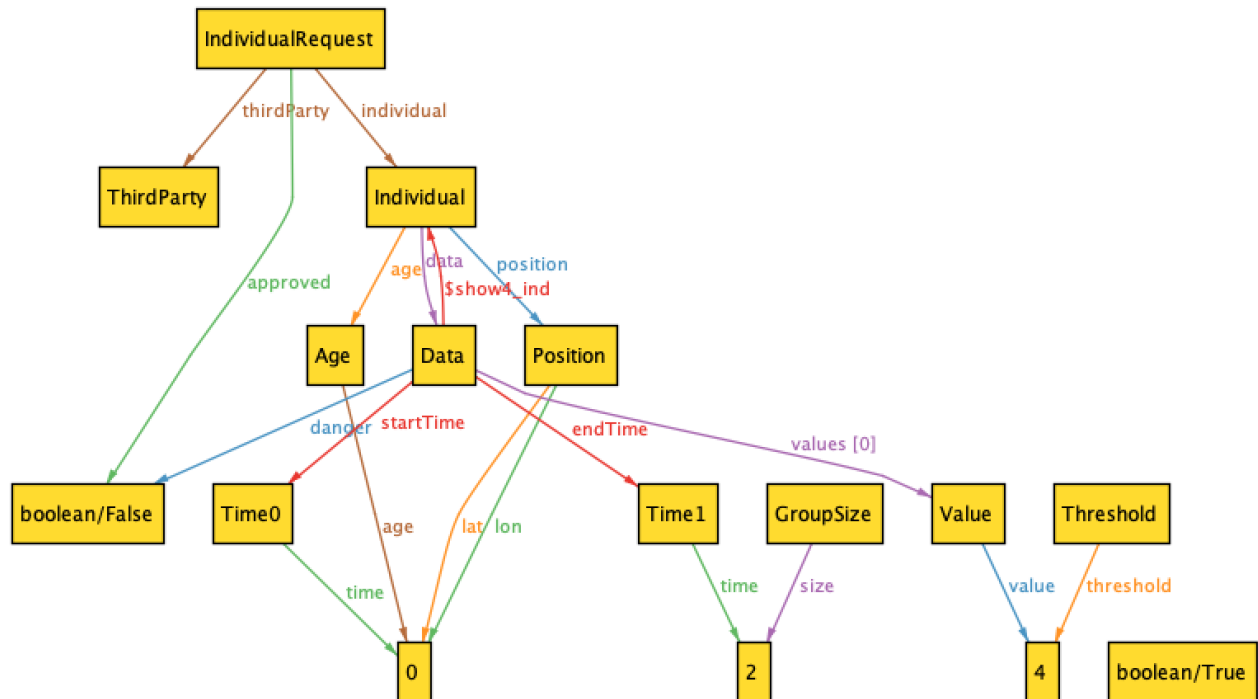 IndividualRequest
thirdParty
individual
ThirdParty
Individual
approved
age
data
position
$show4_ind
Age
Data
Position
danger
startTime
endTime
values [0]
boolean/False
Time0
Time1
GroupSize
Value
Threshold
time
age
lat
lon
time
size
value
threshold
0
2
4
boolean/True